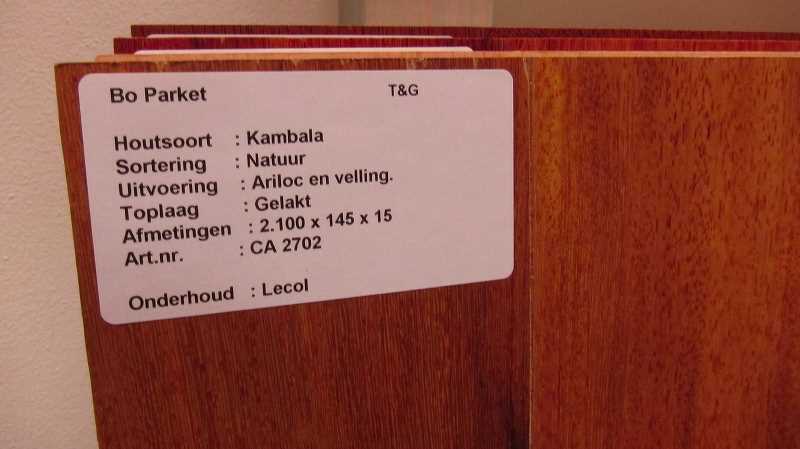 Bo Parket T&G
Houtsoort : Kambala
Sortering : Natuur
Uitvoering : Ariloc en velling.
Toplaag : Gelakt
Afmetingen : 2.100 x 145 x 15
Art.nr. : CA 2702
Onderhoud : Lecol